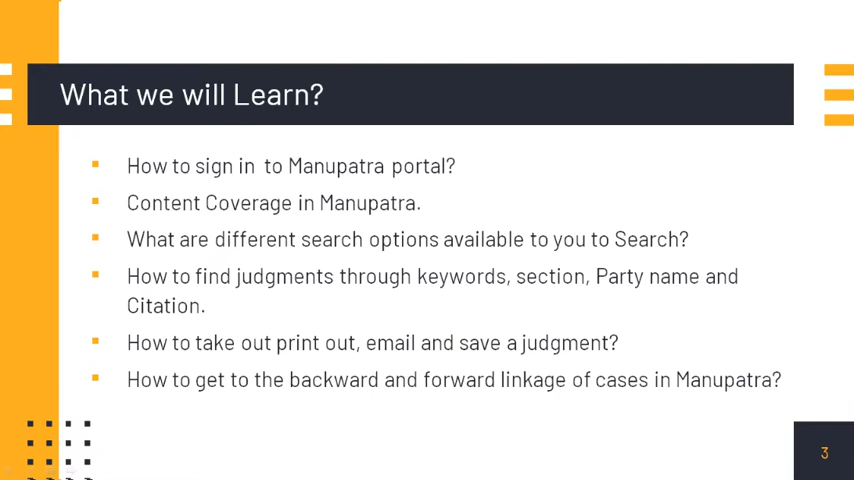 What we will Learn?
How to sign in to Manupatra portal?
Content Coverage in Manupatra.
What are different search options available to you to Search?
How to find judgments through keywords, section, Party name and
Citation.
How to take out print out, email and save a judgment?
How to get to the backward and forward linkage of cases in Manupatra?
3